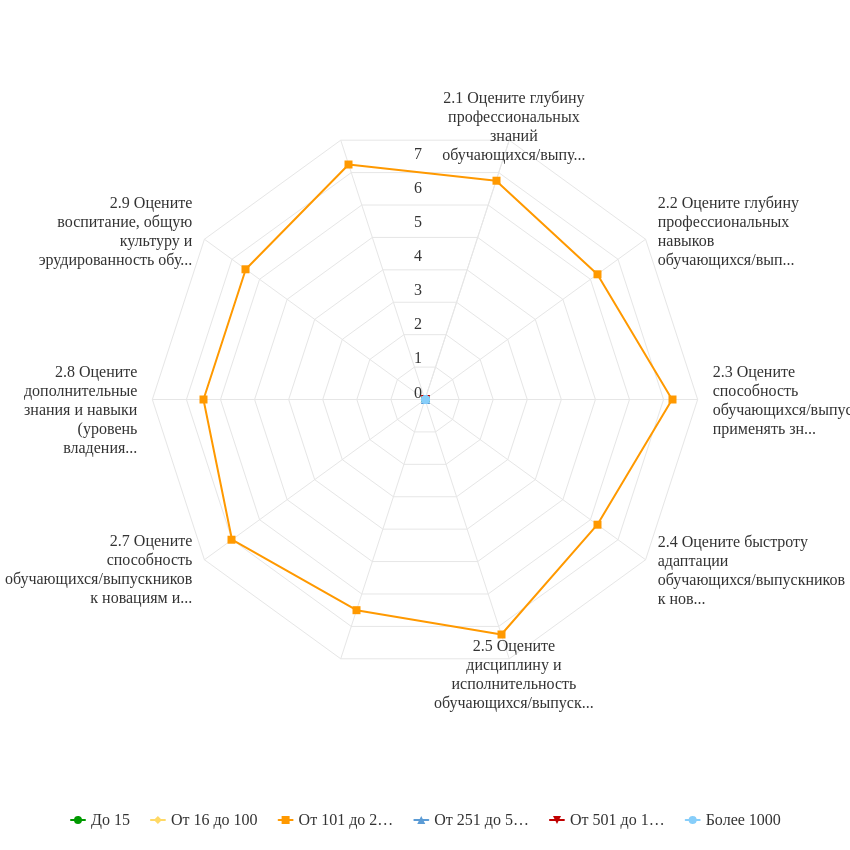 2.1 Оцените глубину
профессиональных
знаний
обучающихся/выпу...
2.2 Оцените глубину
профессиональных
навыков
обучающихся/вып...
2.3 Оцените
способность
обучающихся/выпус
применять зн...
2.4 Оцените быстроту
адаптации
обучающихся/выпускников
к нов...
2.5 Оцените
дисциплину и
исполнительность
обучающихся/выпуск...
2.7 Оцените
способность
обучающихся/выпускников
к новациям и...
2.8 Оцените
дополнительные
знания и навыки
(уровень
владения...
2.9 Оцените
воспитание, общую
культуру и
эрудированность обу...
7
6
5
4
3
2
1
0
До 15
От 16 до 100
От 101 до 2…
От 251 до 5…
От 501 до 1…
Более 1000